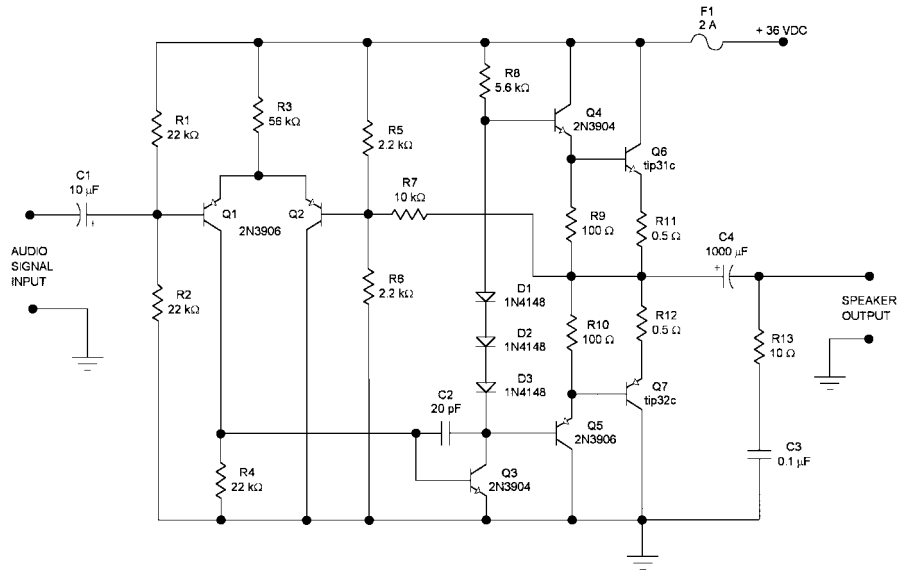 F1
2 A
+ 36 VDC
R8
5.6 kΩ
R3
56 kΩ
Q4
2N3904
R1
22 kΩ
R5
2.2 kΩ
Q6
tip31c
C1
10 µF
+
R7
10 kΩ
Q1
Q2
2N3906
R9
100 Ω
R11
0.5 Ω
C4
1000 µF
+
AUDIO
SIGNAL
INPUT
R2
22 kΩ
R6
2.2 kΩ
D1
1N4148
SPEAKER
OUTPUT
R10
100 Ω
R12
0.5 Ω
R13
10 Ω
D2
1N4148
D3
1N4148
Q7
tip32c
C2
20 pF
Q5
2N3906
C3
0.1 µF
R4
22 kΩ
Q3
2N3904